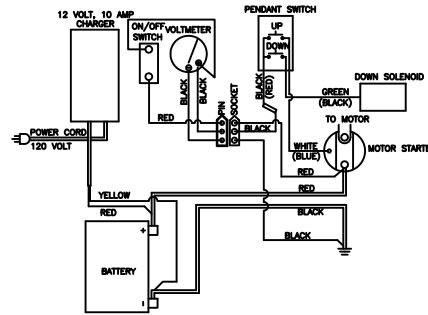 12 VOLT, 10 AMP
CHARGER
ON/OFF
SWITCH
VOLTMETER
PENDANT SWITCH
UP
DOWN
BLACK
BLACK
BLACK
(RED)
PIN
SOCKET
DOWN SOLENOID
GREEN
(BLACK)
TO MOTOR
RED
BLACK
WHITE
(BLUE)
MOTOR STARTE
POWER CORD
120 VOLT
RED
RED
YELLOW
RED
BLACK
BLACK
+
BATTERY
-